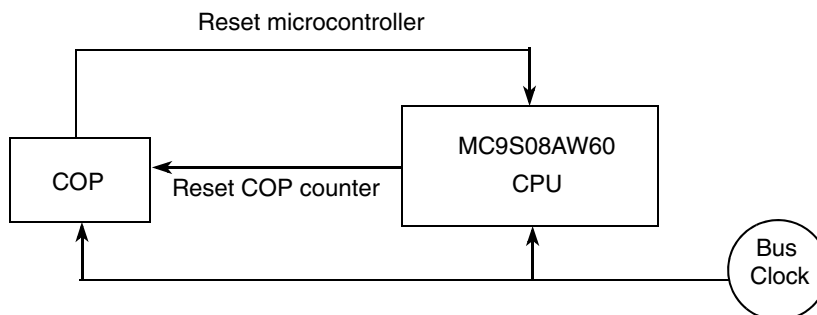 Reset microcontroller
MC9S08AW60
CPU
COP
Reset COP counter
Bus
Clock